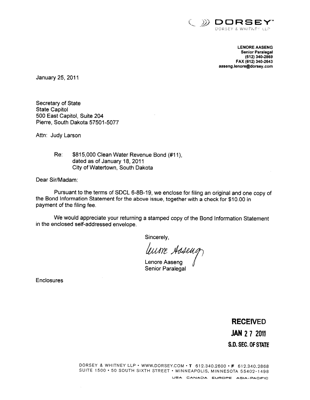 DORSEY
DORSEY & WHITNEY LLP
LENORE AASENG
Senior Paralegal
(612) 340-2869
FAX (612) 340-2643
aaseng.lenore@dorsey.com
January 25, 2011
Secretary of State
State Capitol
500 East Capitol, Suite 204
Pierre, South Dakota 57501-5077
Attn: Judy Larson
Re: $815,000 Clean Water Revenue Bond (#11),
dated as of January 18, 2011
City of Watertown, South Dakota
Dear Sir/Madam:
Pursuant to the terms of SDCL 6-8B-19, we enclose for filing an original and one copy of
the Bond Information Statement for the above issue, together with a check for $10.00 in
payment of the filing fee.
We would appreciate your returning a stamped copy of the Bond Information Statement
in the enclosed self-addressed envelope.
Sincerely,
Lenore Aaseng
Lenore Aaseng
Senior Paralegal
Enclosures
RECEIVED
JAN 27 2011
S.D. SEC. OF STATE
DORSEY & WHITNEY LLP • WWW.DORSEY.COM • T 612.340.2600 • F 612.340.2868
SUITE 1500 • 50 SOUTH SIXTH STREET • MINNEAPOLIS, MINNESOTA 55402-1498
USA CANADA EUROPE ASIA-PACIFIC